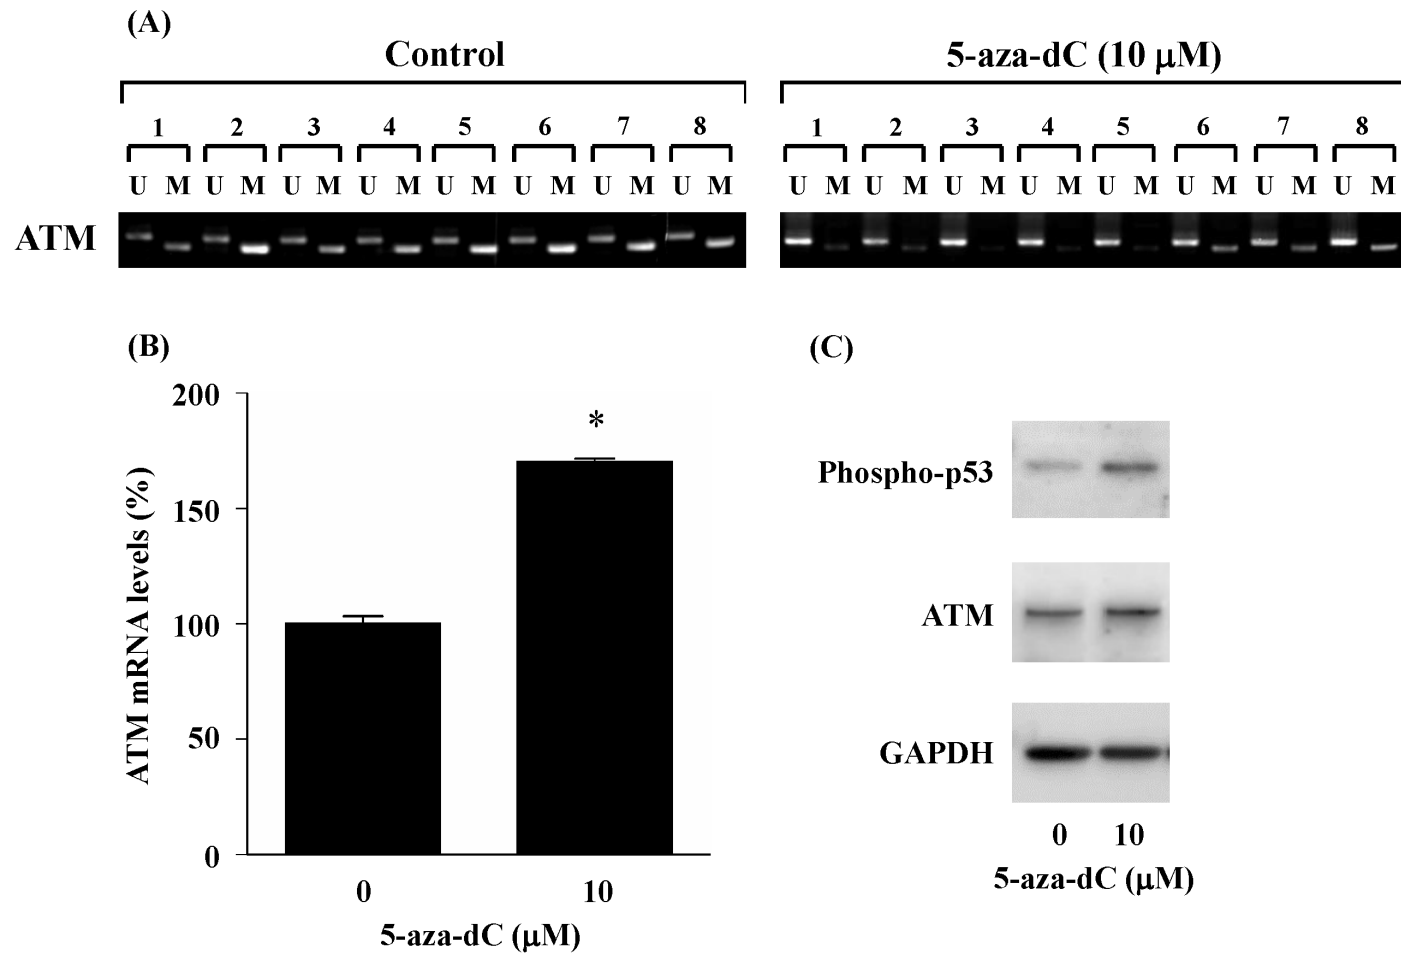 (A)
Control 5-aza-dC (10 μM)
1 2 3 4 5 6 7 8 1 2 3 4 5 6 7 8
U M U M U M U M U M U M U M U M U M U M U M U M U M U M U M U M
ATM
(B)
ATM mRNA levels (%)
200
150
100
50
0
*
0 10
5-aza-dC (μM)
(C)
Phospho-p53
ATM
GAPDH
0 10
5-aza-dC (μM)